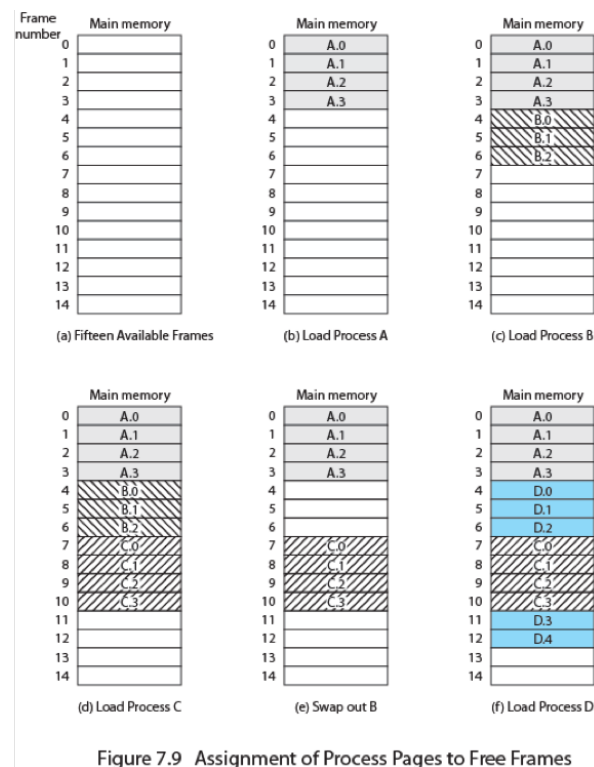 Frame
number
Main memory
0
1
2
3
4
5
6
7
8
9
10
11
12
13
14
(a) Fifteen Available Frames
Main memory
0 A.0
1 A.1
2 A.2
3 A.3
4
5
6
7
8
9
10
11
12
13
14
(b) Load Process A
Main memory
0 A.0
1 A.1
2 A.2
3 A.3
4 B.0
5 B.1
6 B.2
7
8
9
10
11
12
13
14
(c) Load Process B
Main memory
0 A.0
1 A.1
2 A.2
3 A.3
4 B.0
5 B.1
6 B.2
7 C.0
8 C.1
9 C.2
10 C.3
11
12
13
14
(d) Load Process C
Main memory
0 A.0
1 A.1
2 A.2
3 A.3
4
5
6
7 C.0
8 C.1
9 C.2
10 C.3
11
12
13
14
(e) Swap out B
Main memory
0 A.0
1 A.1
2 A.2
3 A.3
4 D.0
5 D.1
6 D.2
7 C.0
8 C.1
9 C.2
10 C.3
11 D.3
12 D.4
13
14
(f) Load Process D
Figure 7.9 Assignment of Process Pages to Free Frames